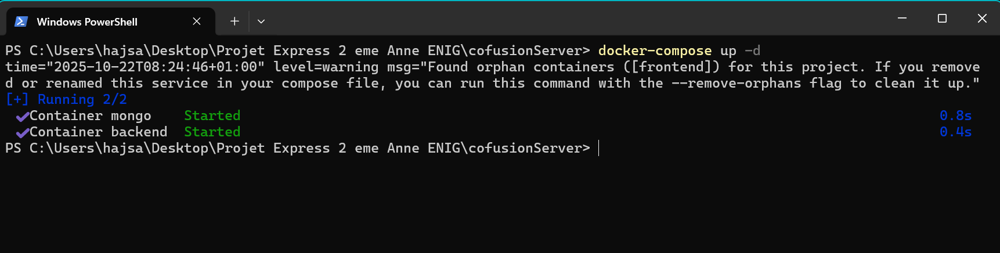 Windows PowerShell
PS C:\Users\hajsa\Desktop\Projet Express 2 eme Anne ENIG\cofusionServer> docker-compose up -d
time="2025-10-22T08:24:46+01:00" level=warning msg="Found orphan containers ([frontend]) for this project. If you remove
d or renamed this service in your compose file, you can run this command with the --remove-orphans flag to clean it up."
[+] Running 2/2
✔Container mongo    Started    0.8s
✔Container backend  Started    0.4s
PS C:\Users\hajsa\Desktop\Projet Express 2 eme Anne ENIG\cofusionServer>